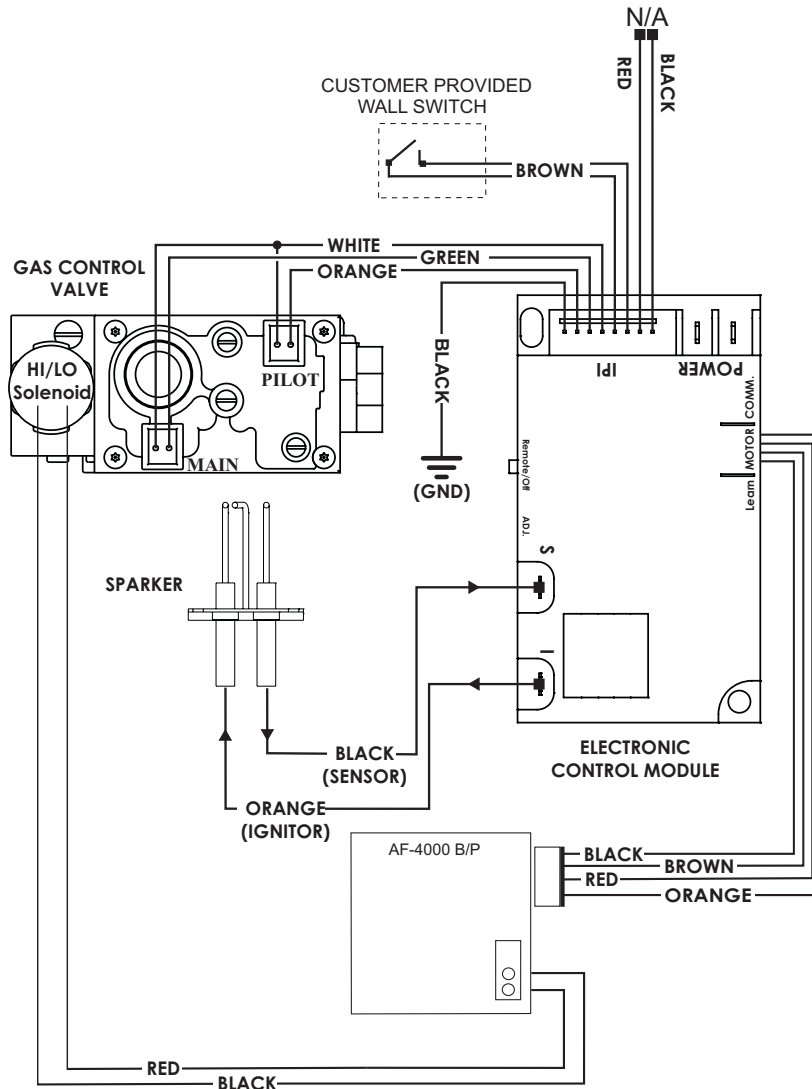 N/A
RED
BLACK
CUSTOMER PROVIDED
WALL SWITCH
BROWN
WHITE
GREEN
ORANGE
GAS CONTROL
VALVE
HI/LO
Solenoid
PILOT
MAIN
BLACK
(GND)
IPI
POWER
COMM.
MOTOR
Learn
Remote/Off
ADJ.
S
I
SPARKER
BLACK
(SENSOR)
ORANGE
(IGNITOR)
ELECTRONIC
CONTROL MODULE
AF-4000 B/P
BLACK
BROWN
RED
ORANGE
RED
BLACK